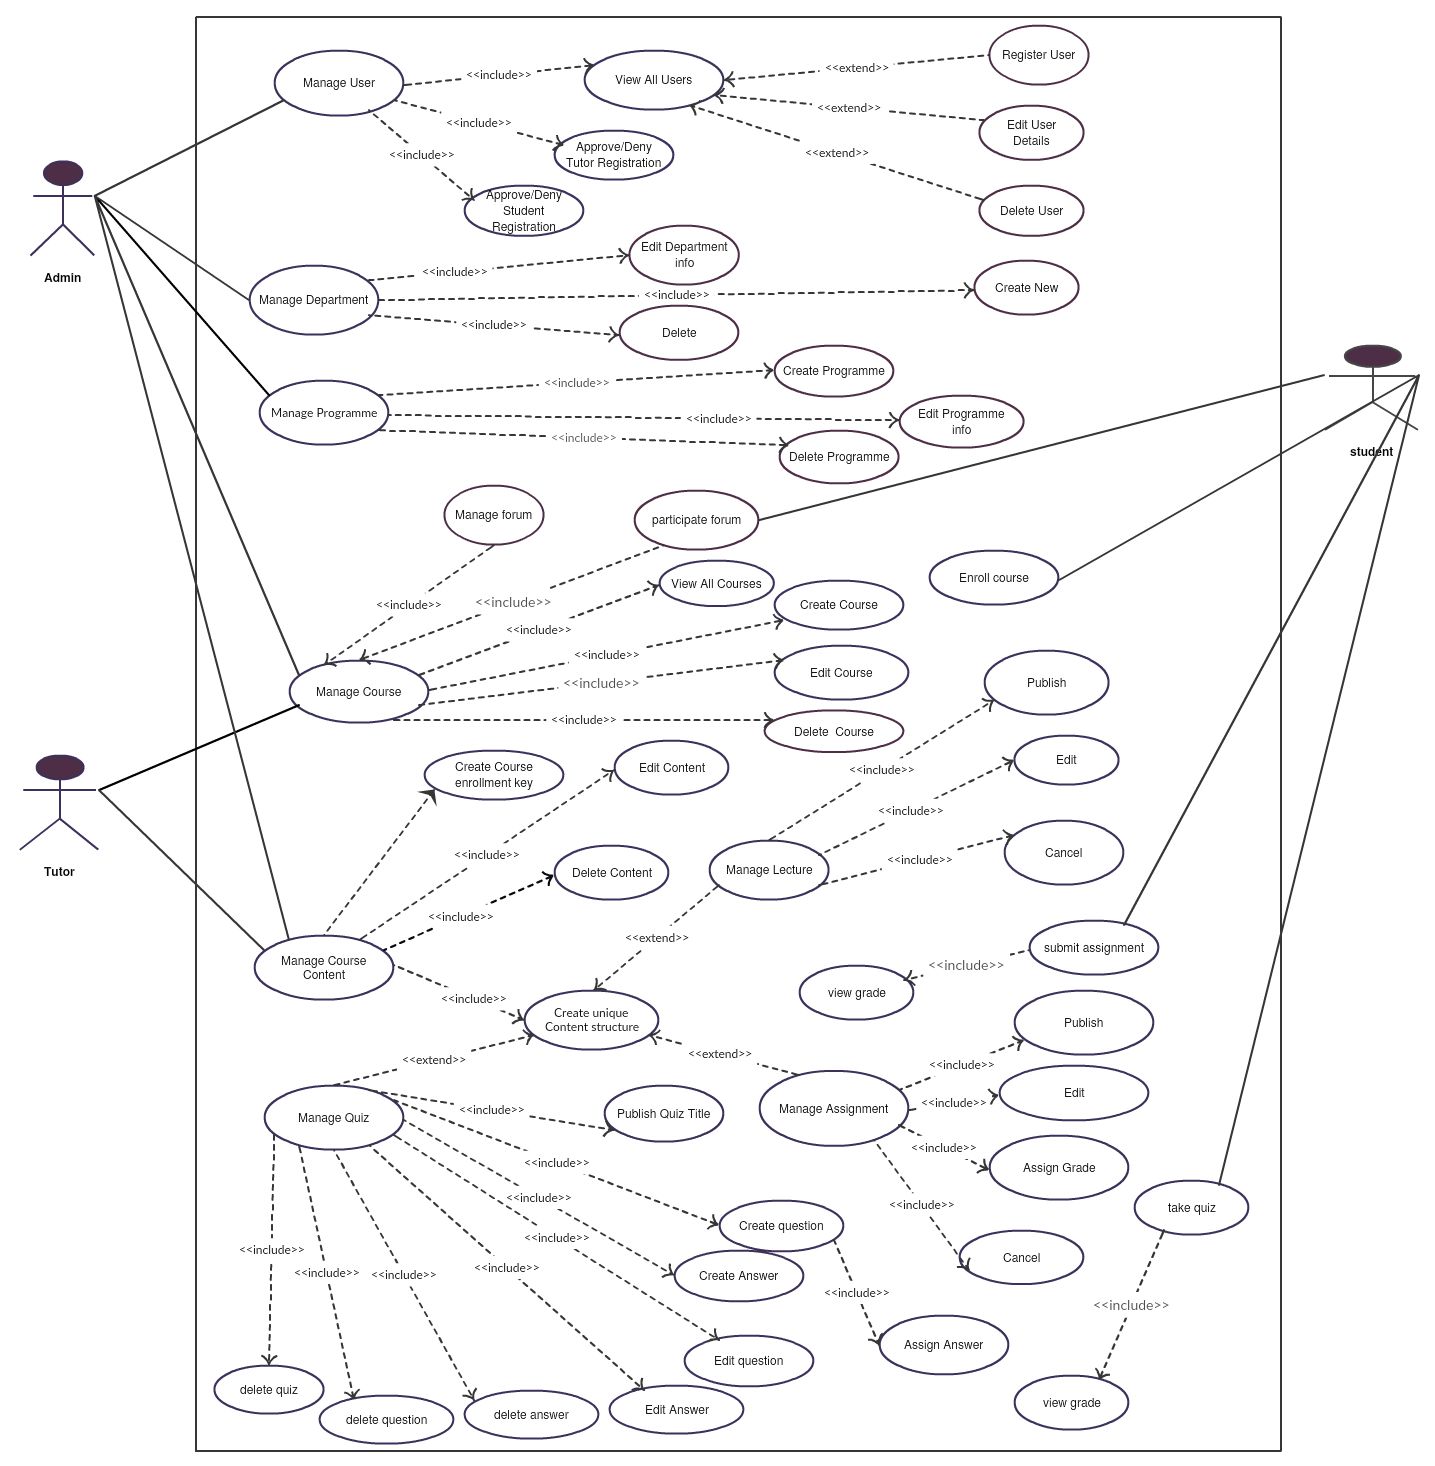 Register User
Manage User
<<include>>
View All Users
<<extend>>
<<extend>>
<<include>>
Edit User
Details
<<include>>
Approve/Deny
Tutor Registration
<<extend>>
Approve/Deny
Student
Registration
Delete User
Admin
Edit Department
info
<<include>>
Manage Department
<<include>>
Create New
<<include>>
Delete
Create Programme
<<include>>
Manage Programme
<<include>>
Edit Programme
info
<<include>>
Delete Programme
student
Manage forum
participate forum
Enroll course
View All Courses
<<include>>
<<include>>
Create Course
<<include>>
<<include>>
Edit Course
<<include>>
Manage Course
Publish
<<include>>
Delete  Course
Create Course
enrollment key
Edit Content
<<include>>
Edit
<<include>>
Tutor
<<include>>
Delete Content
Manage Lecture
<<include>>
Cancel
<<include>>
<<extend>>
submit assignment
Manage Course
Content
<<include>>
view grade
<<include>>
Create unique
Content structure
Publish
<<extend>>
<<extend>>
<<include>>
Manage Quiz
<<include>>
Publish Quiz Title
Manage Assignment
<<include>>
Edit
<<include>>
Assign Grade
<<include>>
<<include>>
<<include>>
take quiz
Create question
<<include>>
<<include>>
<<include>>
<<include>>
<<include>>
<<include>>
Create Answer
Cancel
<<include>>
<<include>>
Assign Answer
Edit question
delete quiz
delete question
delete answer
Edit Answer
view grade